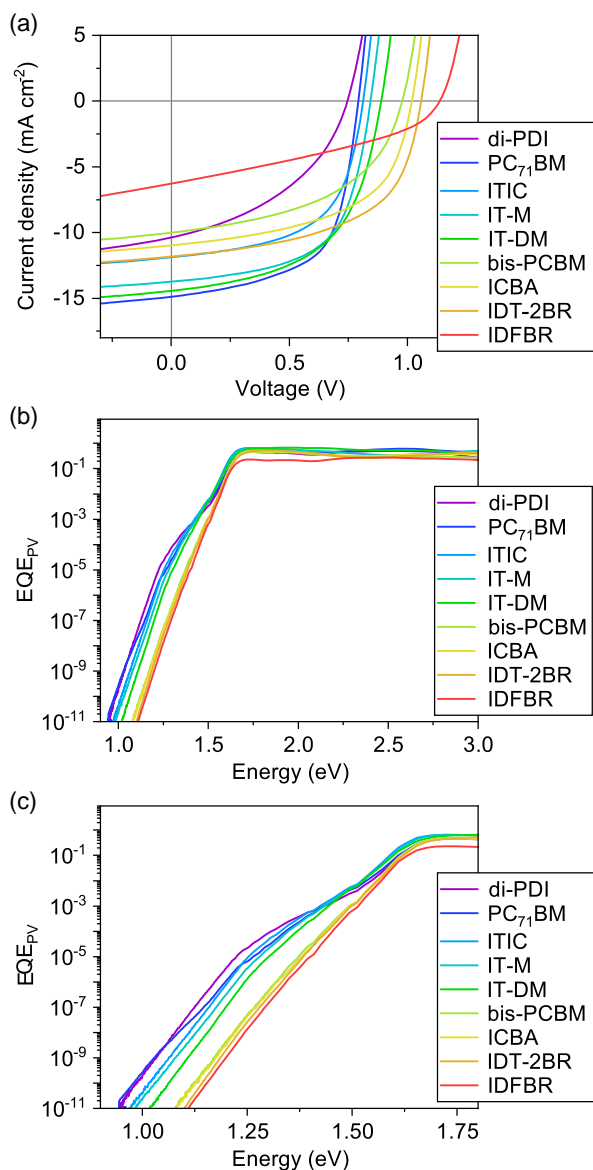 (a)
5
0
-5
-10
-15
Current density (mA cm⁻²)
0.0 0.5 1.0
Voltage (V)
di-PDI
PC₇₁BM
ITIC
IT-M
IT-DM
bis-PCBM
ICBA
IDT-2BR
IDFBR
(b)
10⁻¹
10⁻³
10⁻⁵
10⁻⁷
10⁻⁹
10⁻¹¹
EQE_PV
1.0 1.5 2.0 2.5 3.0
Energy (eV)
di-PDI
PC₇₁BM
ITIC
IT-M
IT-DM
bis-PCBM
ICBA
IDT-2BR
IDFBR
(c)
10⁻¹
10⁻³
10⁻⁵
10⁻⁷
10⁻⁹
10⁻¹¹
EQE_PV
1.00 1.25 1.50 1.75
Energy (eV)
di-PDI
PC₇₁BM
ITIC
IT-M
IT-DM
bis-PCBM
ICBA
IDT-2BR
IDFBR